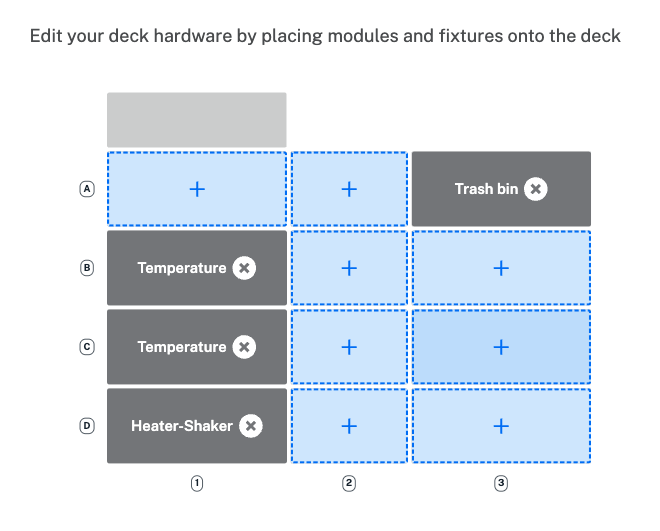 Edit your deck hardware by placing modules and fixtures onto the deck
A
Trash bin
B
Temperature
C
Temperature
D
Heater-Shaker
1
2
3